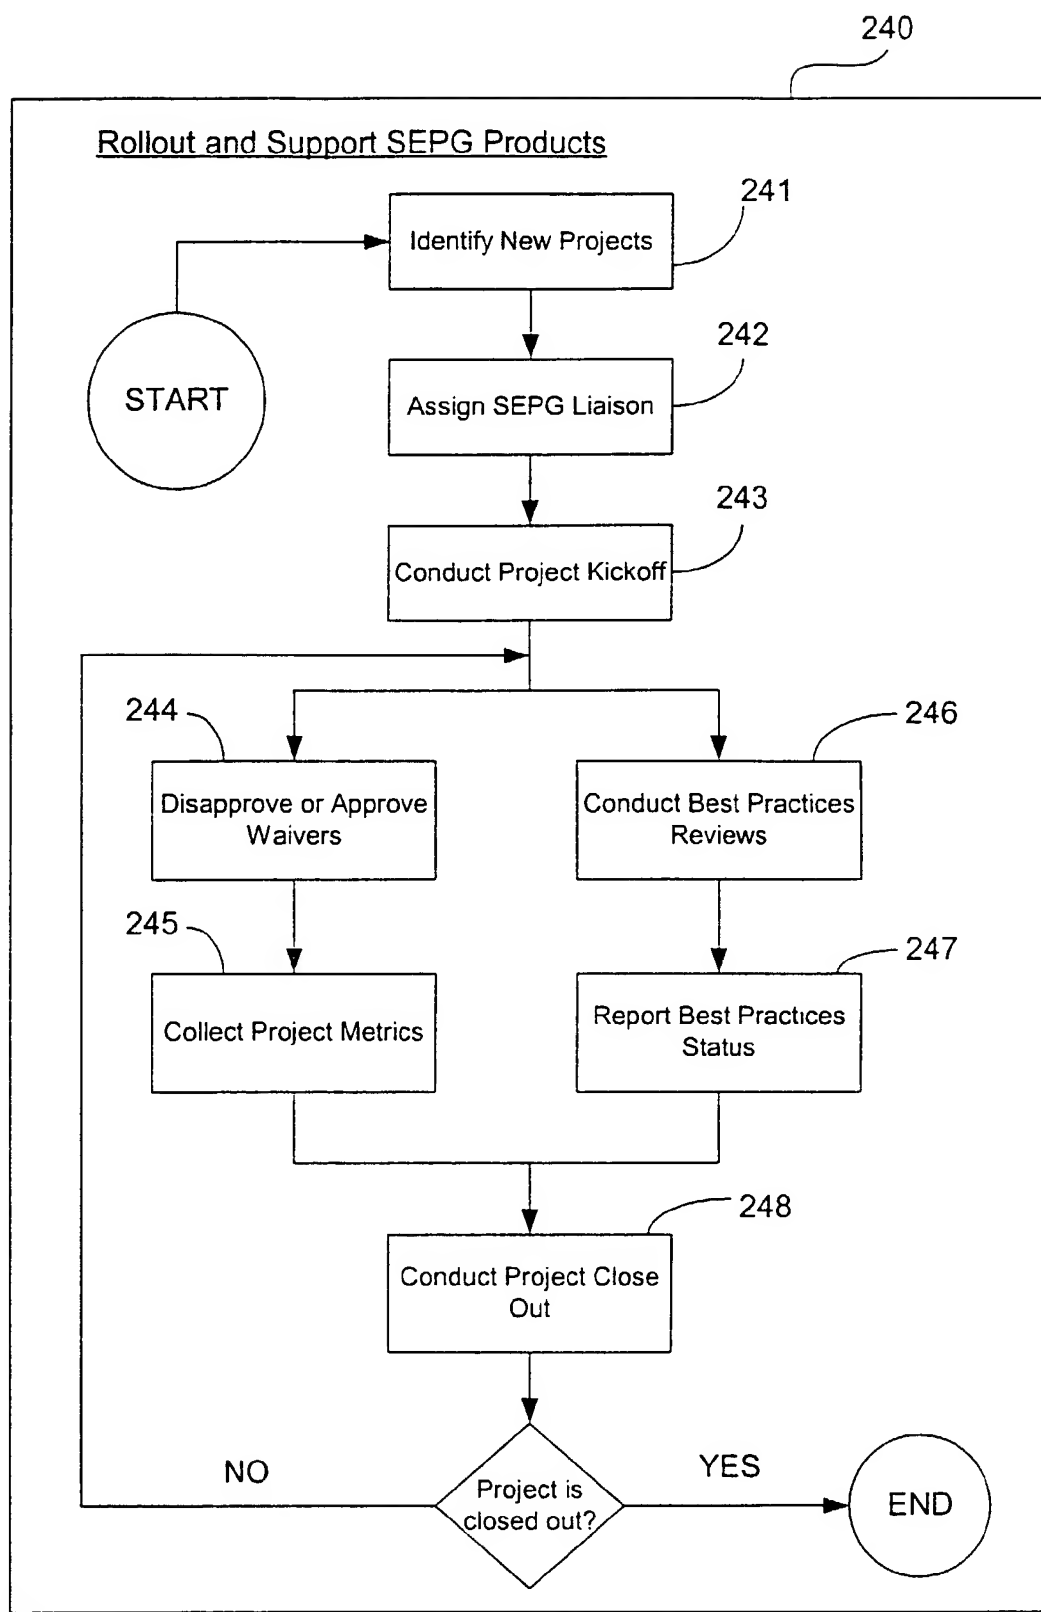 240
Rollout and Support SEPG Products
241
Identify New Projects
242
START
Assign SEPG Liaison
243
Conduct Project Kickoff
244
246
Disapprove or Approve
Waivers
Conduct Best Practices
Reviews
245
247
Collect Project Metrics
Report Best Practices
Status
248
Conduct Project Close
Out
NO
YES
Project is
closed out?
END